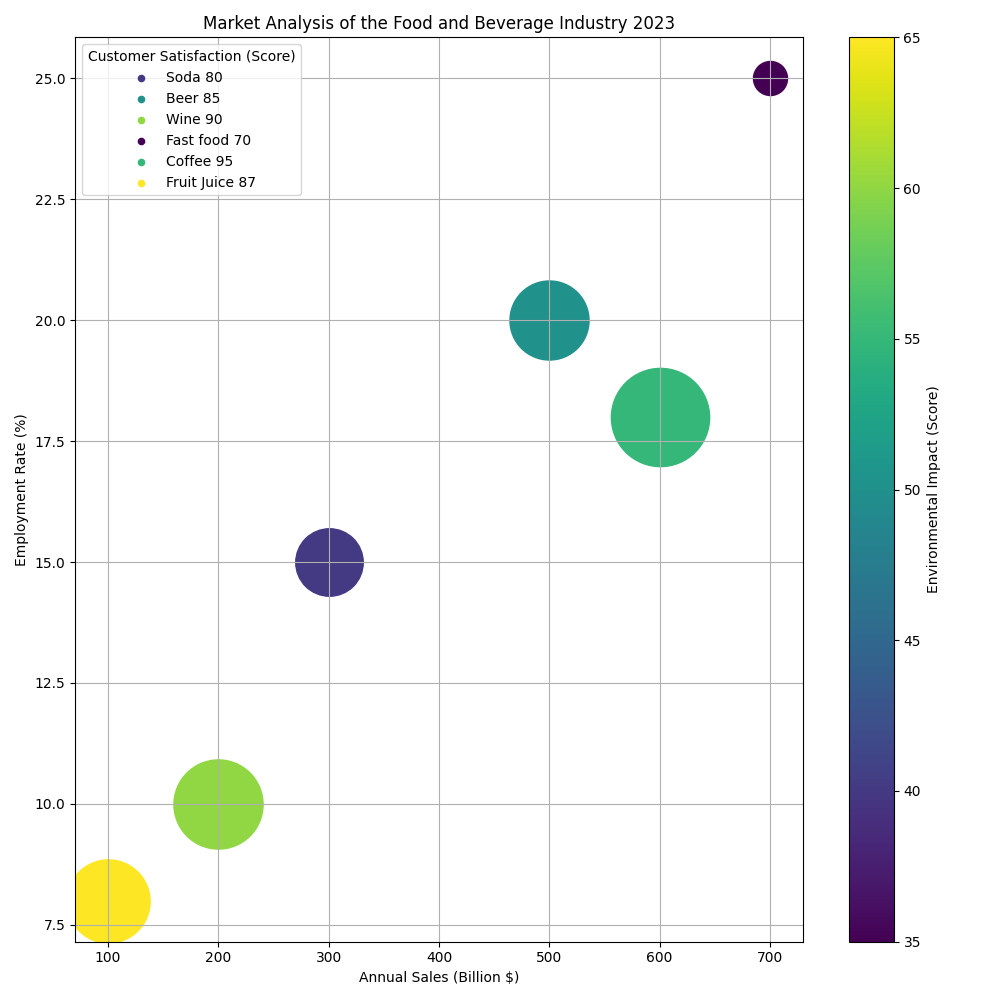 Market Analysis of the Food and Beverage Industry 2023
Customer Satisfaction (Score)
Soda 80
Beer 85
Wine 90
Fast food 70
Coffee 95
Fruit Juice 87
Employment Rate (%)
25.0
22.5
20.0
17.5
15.0
12.5
10.0
7.5
100 200 300 400 500 600 700
Annual Sales (Billion $)
65
60
55
50
45
40
35
Environmental Impact (Score)